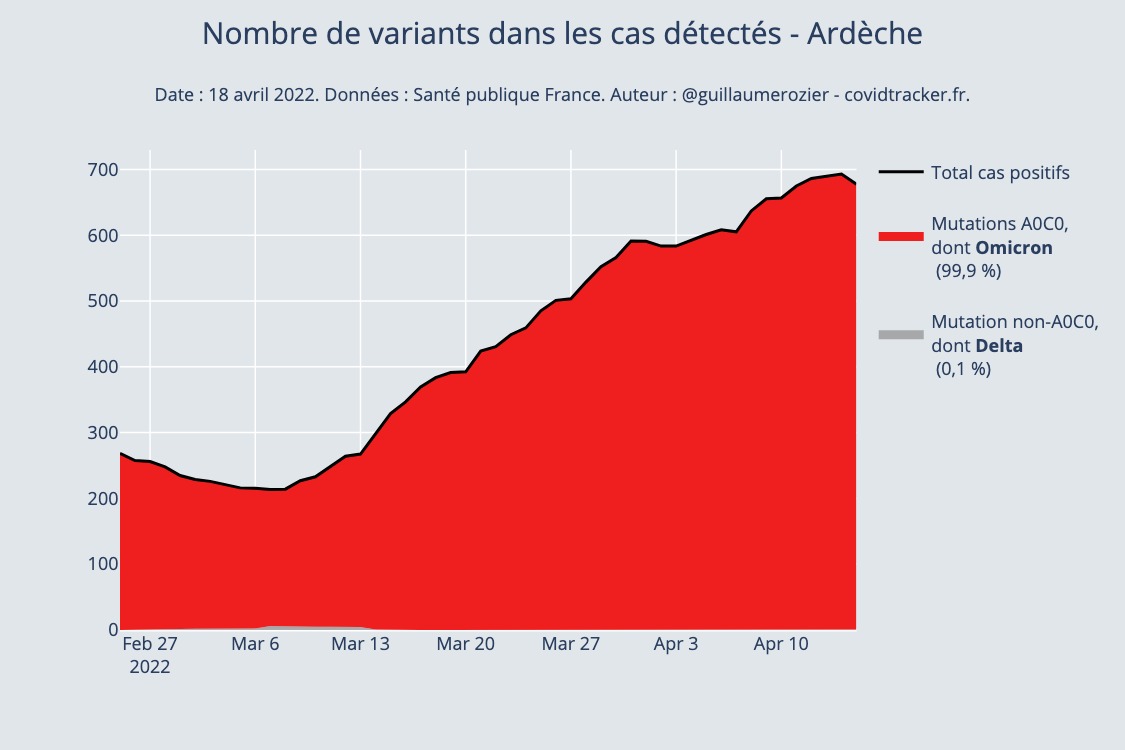 Nombre de variants dans les cas détectés - Ardèche
Date : 18 avril 2022. Données : Santé publique France. Auteur : @guillaumerozier - covidtracker.fr.
700
600
500
400
300
200
100
0
Feb 27
2022
Mar 6
Mar 13
Mar 20
Mar 27
Apr 3
Apr 10
Total cas positifs
Mutations A0C0,
dont Omicron
(99,9 %)
Mutation non-A0C0,
dont Delta
(0,1 %)